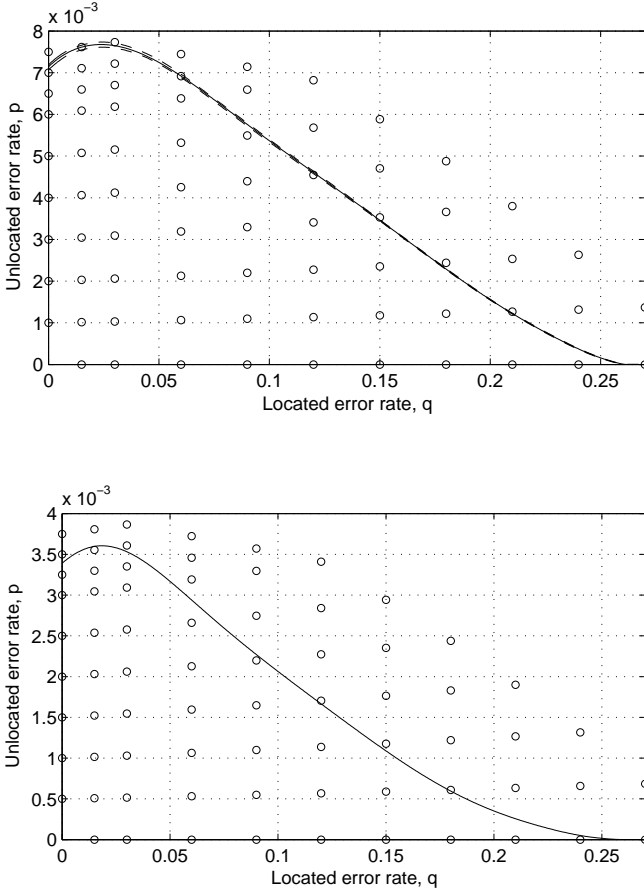 x 10⁻³
8
7
6
5
4
3
2
1
0
Unlocated error rate, p
0 0.05 0.1 0.15 0.2 0.25
Located error rate, q
x 10⁻³
4
3.5
3
2.5
2
1.5
1
0.5
0
Unlocated error rate, p
0 0.05 0.1 0.15 0.2 0.25
Located error rate, q